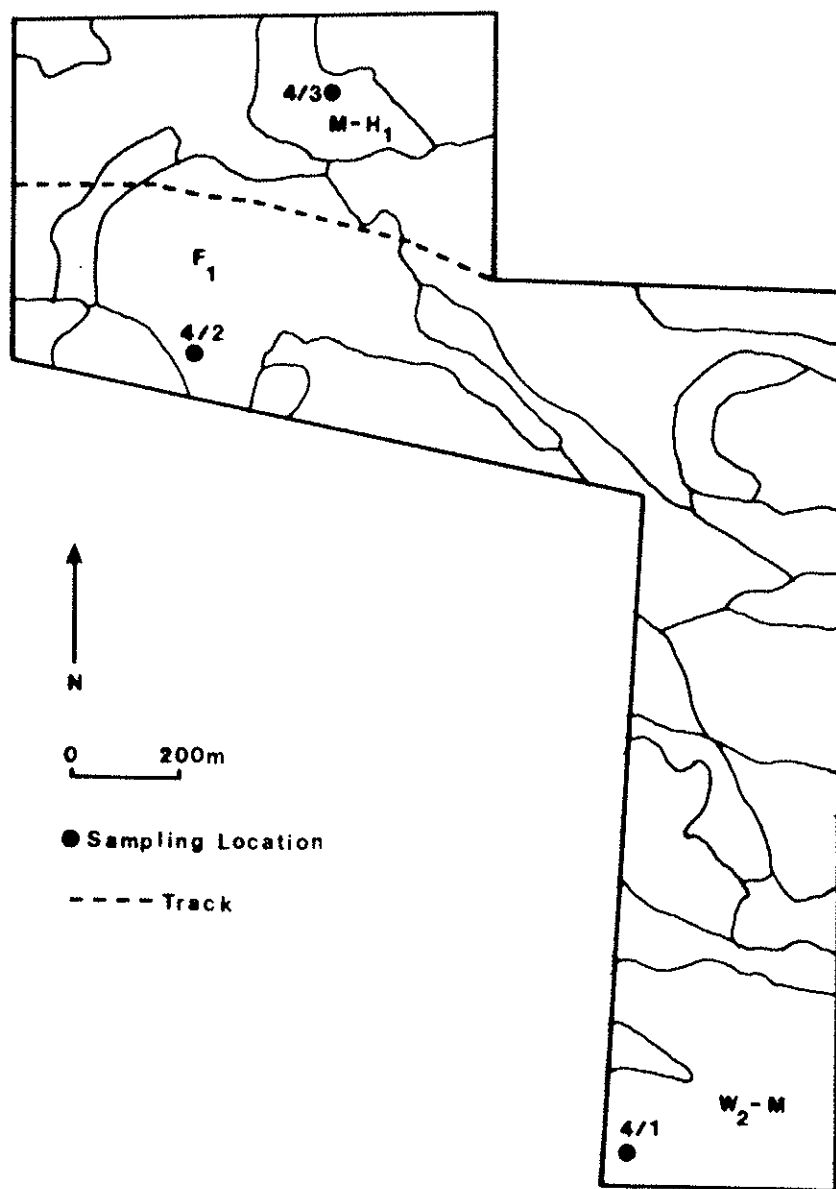 4/3
M-H₁
F₁
4/2
N
0 200m
Sampling Location
Track
W₂-M
4/1